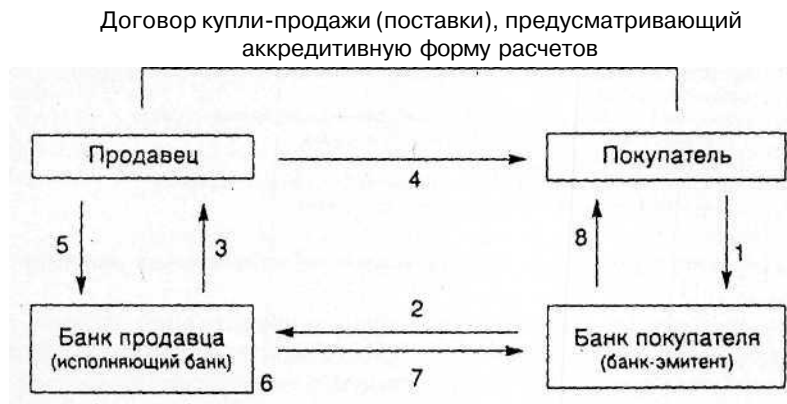 Договор купли-продажи (поставки), предусматривающий
аккредитивную форму расчетов
Продавец
Покупатель
4
5
3
8
1
2
Банк продавца
(исполняющий банк)
Банк покупателя
(банк-эмитент)
6
7